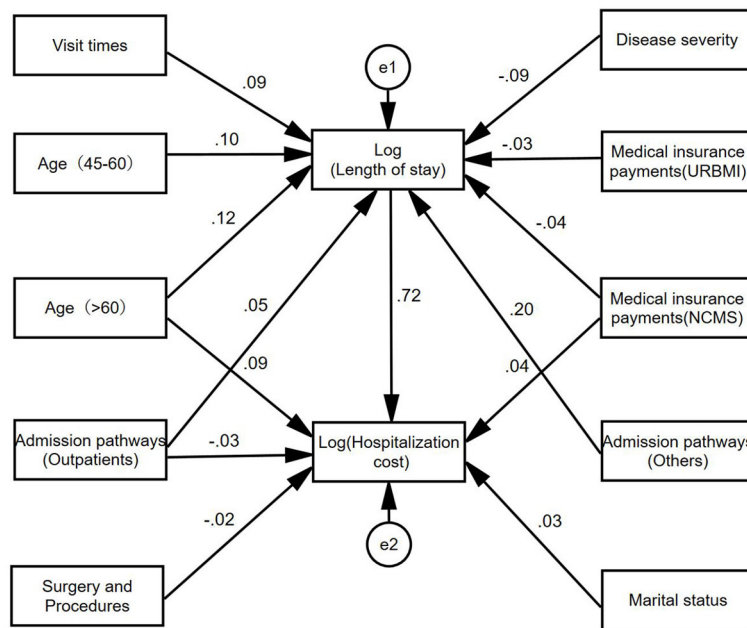 Visit times
e1
Disease severity
.09
-.09
Age（45-60）
.10
Log
(Length of stay)
-.03
Medical insurance
payments(URBMI)
.12
-.04
Age（>60）
.05
.72
.20
Medical insurance
payments(NCMS)
.09
.04
Admission pathways
(Outpatients)
-.03
Log(Hospitalization
cost)
Admission pathways
(Others)
-.02
e2
.03
Surgery and
Procedures
Marital status